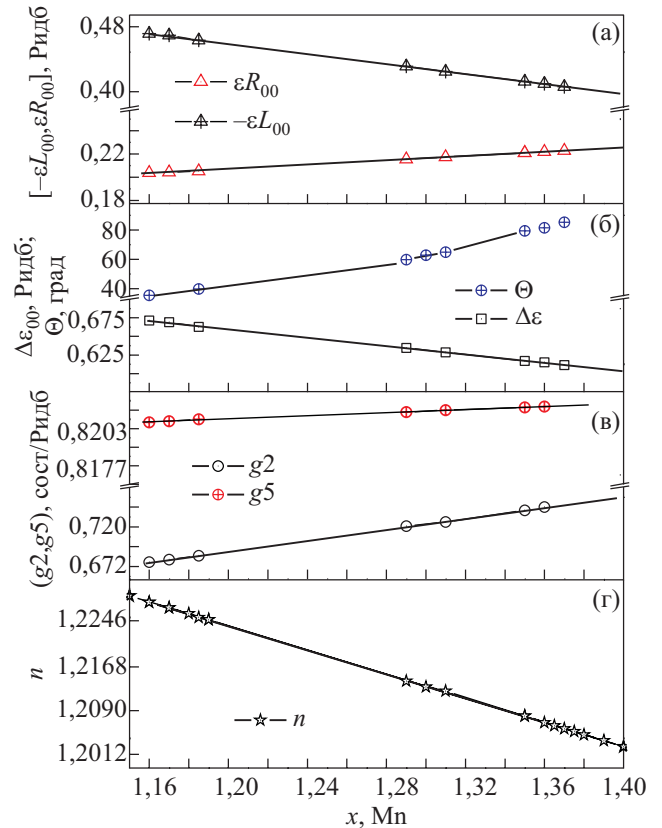 (а)
[−εL₀₀,εR₀₀], Ридб
0,48
0,40
0,22
0,18
εR₀₀
−εL₀₀
(б)
Δε₀₀, Ридб;
Θ, град
80
60
40
0,675
0,625
Θ
Δε
(в)
(g2,g5), сост/Ридб
0,8203
0,8177
0,720
0,672
g2
g5
(г)
n
1,2246
1,2168
1,2090
1,2012
n
1,16 1,20 1,24 1,28 1,32 1,36 1,40
x, Mn